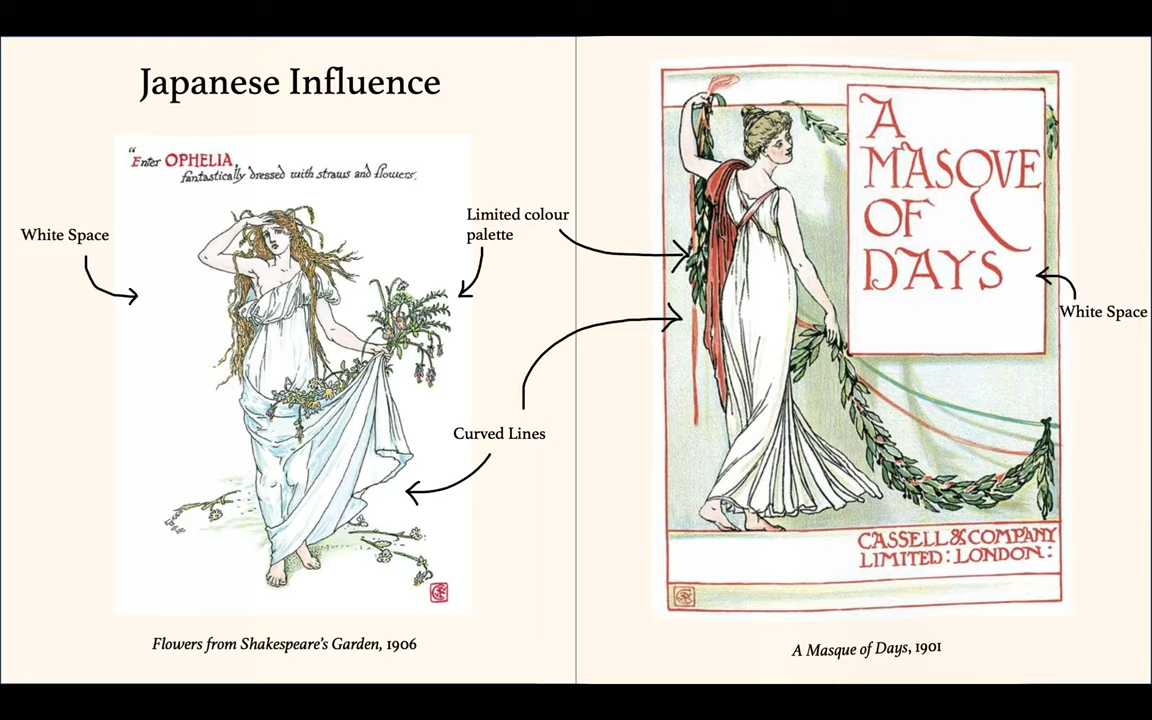 Japanese Influence
"Enter OPHELIA,
fantastically dressed with straws and flowers.
White Space
Limited colour
palette
Curved Lines
Flowers from Shakespeare's Garden, 1906
A
MASQUE
OF
DAYS
White Space
CASSELL & COMPANY
LIMITED: LONDON:
A Masque of Days, 1901